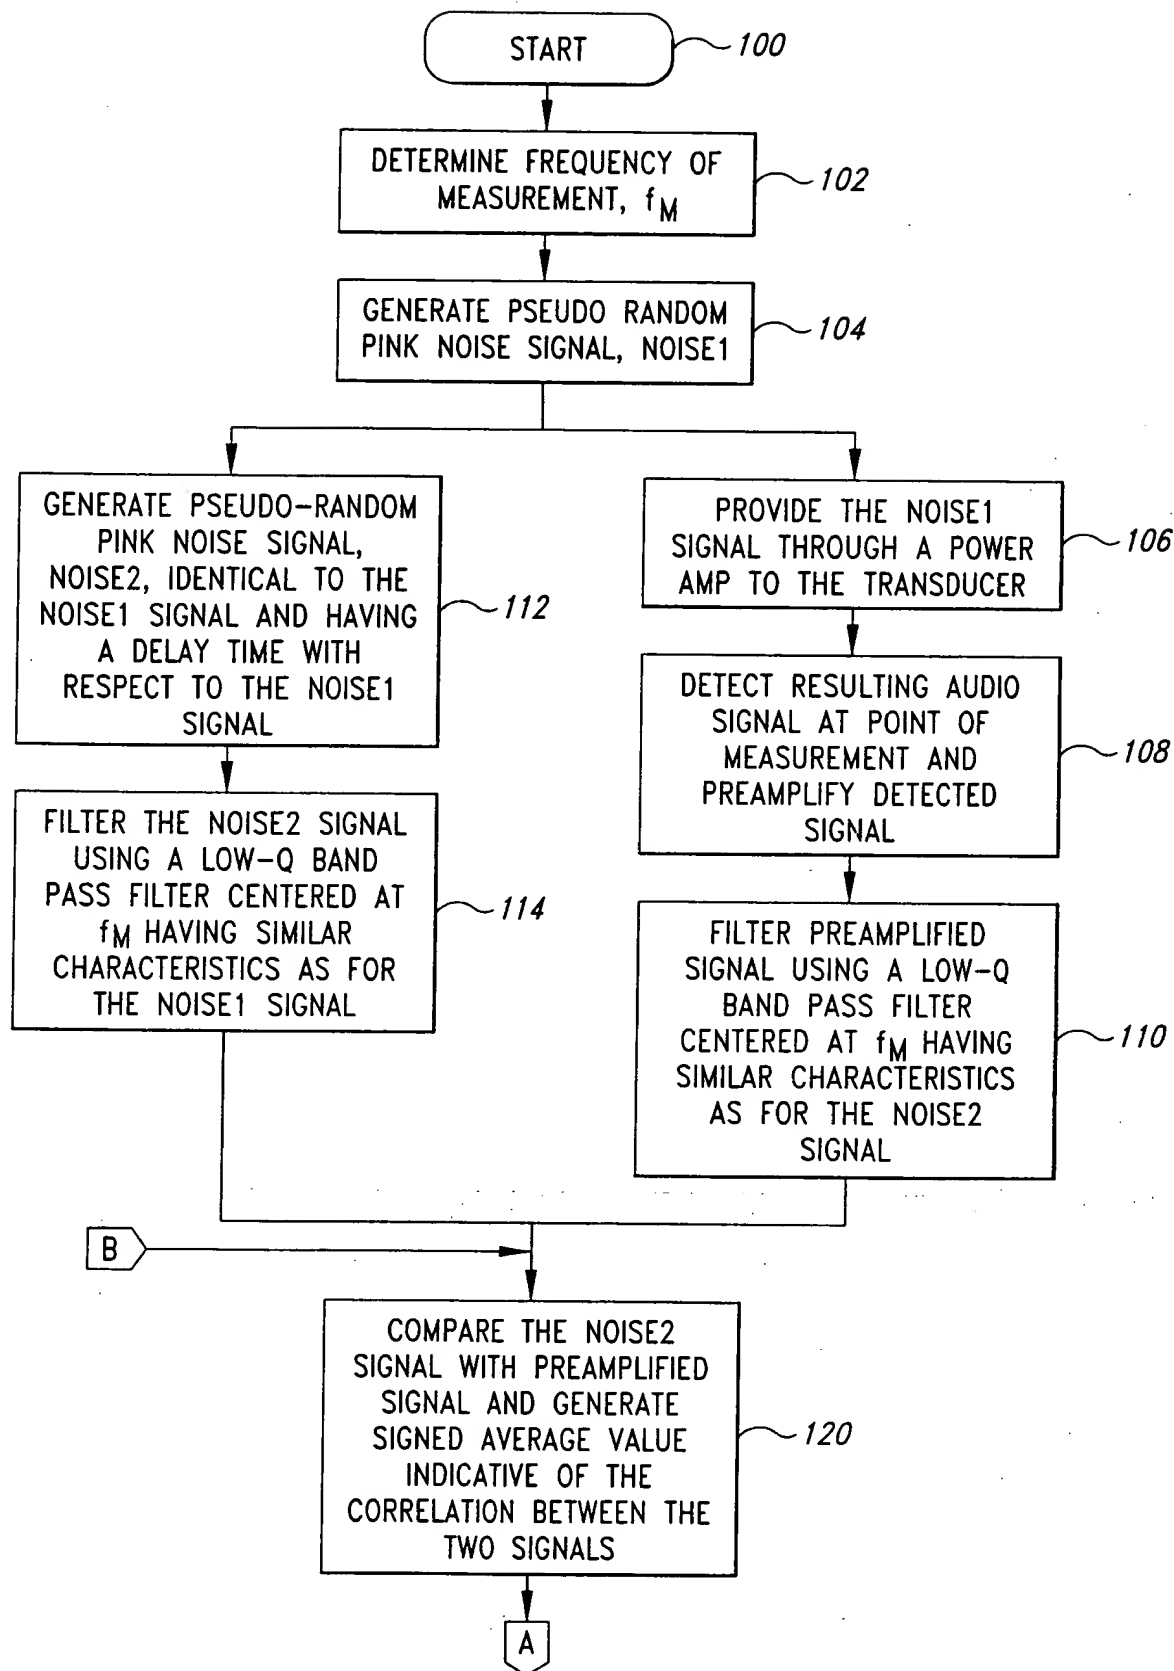 START
100
DETERMINE FREQUENCY OF
MEASUREMENT, fM
102
GENERATE PSEUDO RANDOM
PINK NOISE SIGNAL, NOISE1
104
GENERATE PSEUDO-RANDOM
PINK NOISE SIGNAL,
NOISE2, IDENTICAL TO THE
NOISE1 SIGNAL AND HAVING
A DELAY TIME WITH
RESPECT TO THE NOISE1
SIGNAL
112
PROVIDE THE NOISE1
SIGNAL THROUGH A POWER
AMP TO THE TRANSDUCER
106
DETECT RESULTING AUDIO
SIGNAL AT POINT OF
MEASUREMENT AND
PREAMPLIFY DETECTED
SIGNAL
108
FILTER THE NOISE2 SIGNAL
USING A LOW-Q BAND
PASS FILTER CENTERED AT
fM HAVING SIMILAR
CHARACTERISTICS AS FOR
THE NOISE1 SIGNAL
114
FILTER PREAMPLIFIED
SIGNAL USING A LOW-Q
BAND PASS FILTER
CENTERED AT fM HAVING
SIMILAR CHARACTERISTICS
AS FOR THE NOISE2
SIGNAL
110
B
COMPARE THE NOISE2
SIGNAL WITH PREAMPLIFIED
SIGNAL AND GENERATE
SIGNED AVERAGE VALUE
INDICATIVE OF THE
CORRELATION BETWEEN THE
TWO SIGNALS
120
A